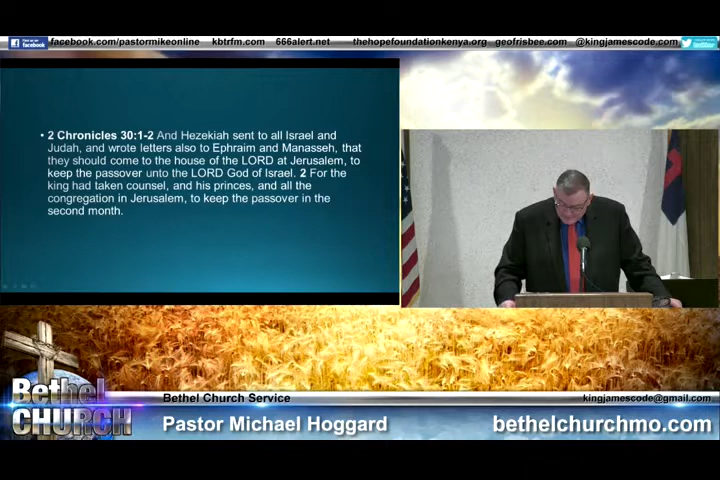 facebook.com/pastormikeonline kbtrfm.com 666alert.net thehopefoundationkenya.org geofrisbee.com @kingjamescode.com
• 2 Chronicles 30:1-2 And Hezekiah sent to all Israel and
Judah, and wrote letters also to Ephraim and Manasseh, that
they should come to the house of the LORD at Jerusalem, to
keep the passover unto the LORD God of Israel. 2 For the
king had taken counsel, and his princes, and all the
congregation in Jerusalem, to keep the passover in the
second month.
Bethel
CHURCH
Bethel Church Service
kingjamescode@gmail.com
Pastor Michael Hoggard
bethelchurchmo.com